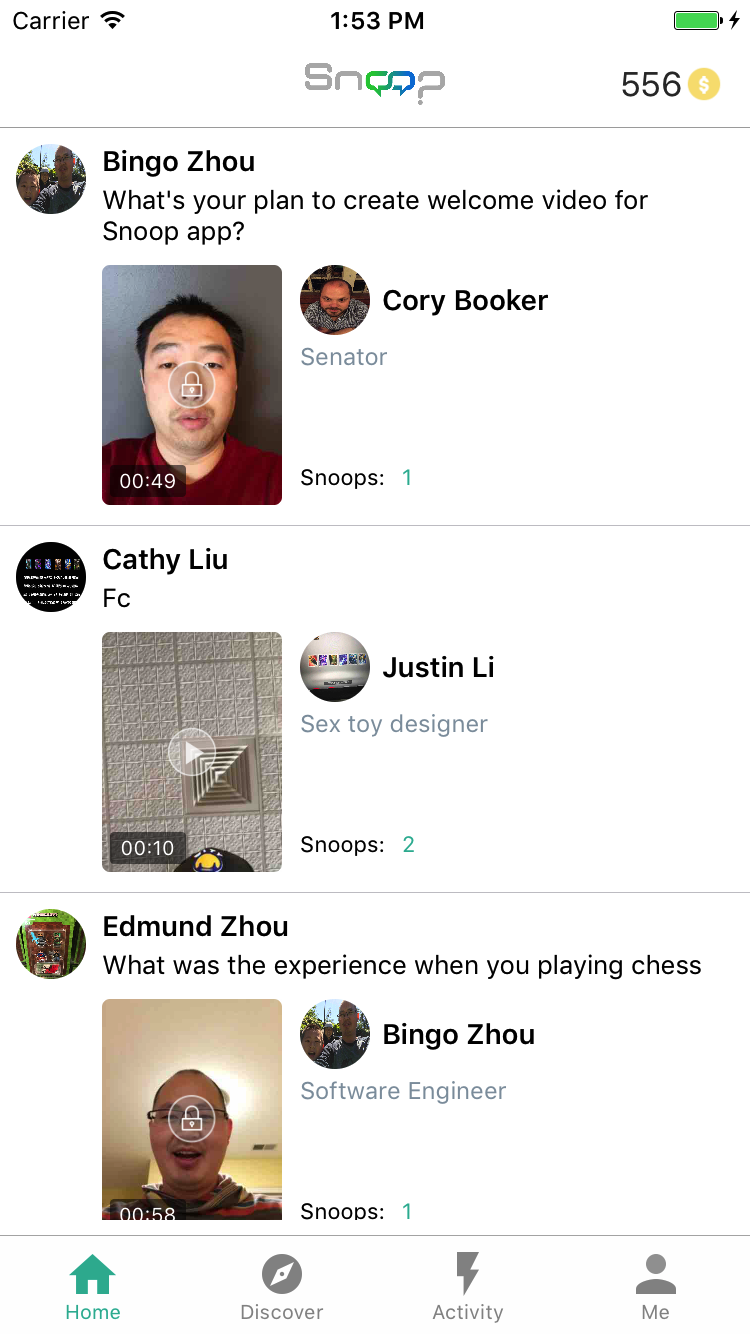 Carrier
1:53 PM
Snoop
556
Bingo Zhou
What's your plan to create welcome video for
Snoop app?
Cory Booker
Senator
00:49
Snoops: 1
Cathy Liu
Fc
Justin Li
Sex toy designer
00:10
Snoops: 2
Edmund Zhou
What was the experience when you playing chess
Bingo Zhou
Software Engineer
00:58
Snoops: 1
Home
Discover
Activity
Me